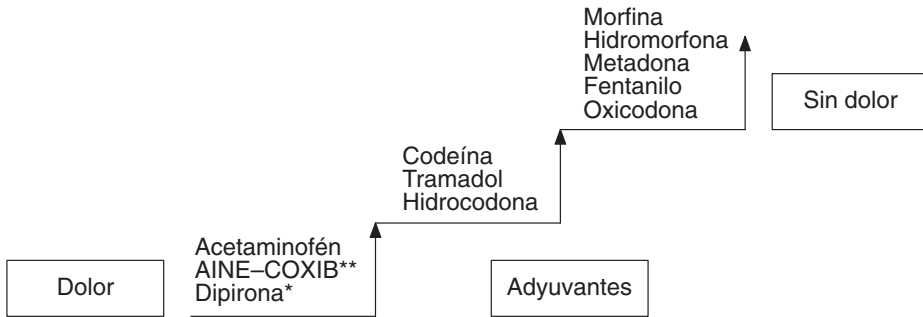 Morfina
Hidromorfona
Metadona
Fentanilo
Oxicodona
Sin dolor
Codeína
Tramadol
Hidrocodona
Acetaminofén
AINE–COXIB**
Dipirona*
Dolor
Adyuvantes